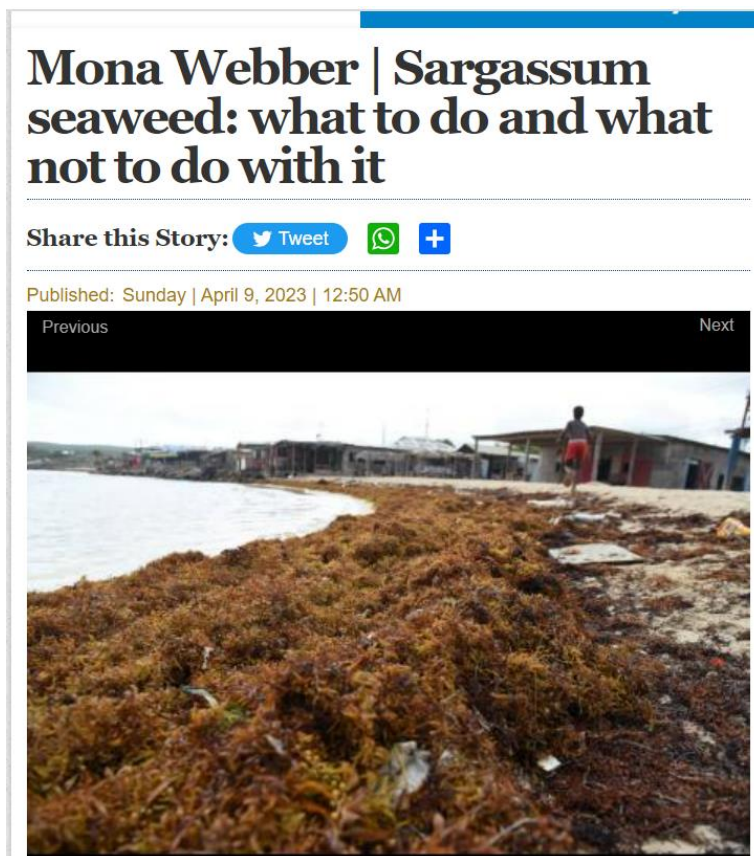 Mona Webber | Sargassum
seaweed: what to do and what
not to do with it
Share this Story: Tweet
Published: Sunday | April 9, 2023 | 12:50 AM
Previous Next